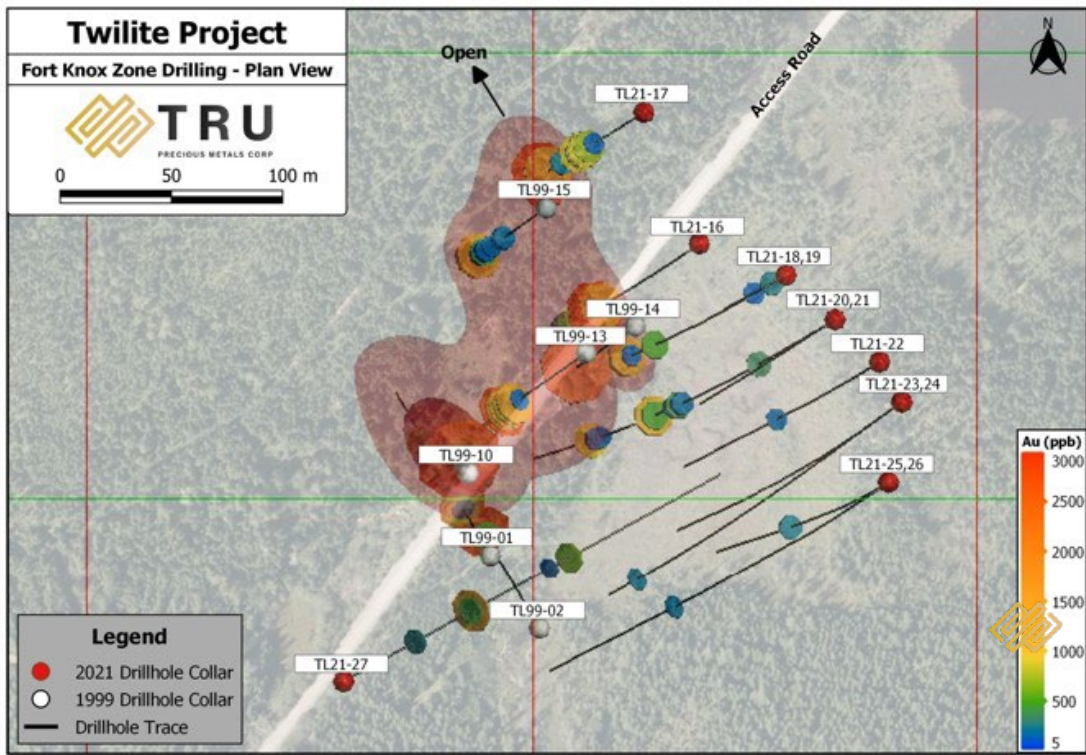 Twilite Project
Fort Knox Zone Drilling - Plan View
TRU
PRECIOUS METALS CORP
0 50 100 m
Open
Access Road
N
TL21-17
TL99-15
TL21-16
TL21-18,19
TL99-14
TL21-20,21
TL99-13
TL21-22
TL21-23,24
TL99-10
TL21-25,26
TL99-01
TL99-02
TL21-27
Legend
2021 Drillhole Collar
1999 Drillhole Collar
Drillhole Trace
Au (ppb)
3000
2500
2000
1500
1000
500
5